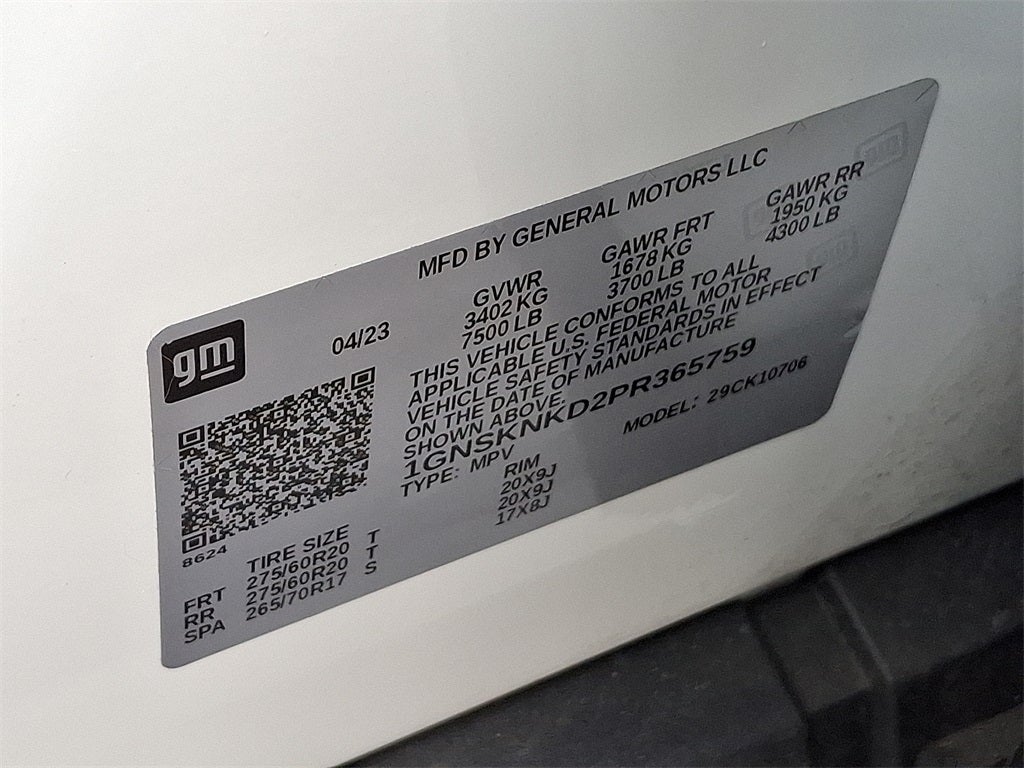 MFD BY GENERAL MOTORS LLC
gm
04/23
GVWR GAWR FRT GAWR RR
3402 KG 1678 KG 1950 KG
7500 LB 3700 LB 4300 LB
THIS VEHICLE CONFORMS TO ALL
APPLICABLE U.S. FEDERAL MOTOR
VEHICLE SAFETY STANDARDS IN EFFECT
ON THE DATE OF MANUFACTURE
SHOWN ABOVE.
1GNSKNKD2PR365759
TYPE: MPV MODEL: 29CK10706
8624
TIRE SIZE RIM
FRT 275/60R20 T 20X9J
RR 275/60R20 T 20X9J
SPA 265/70R17 S 17X8J